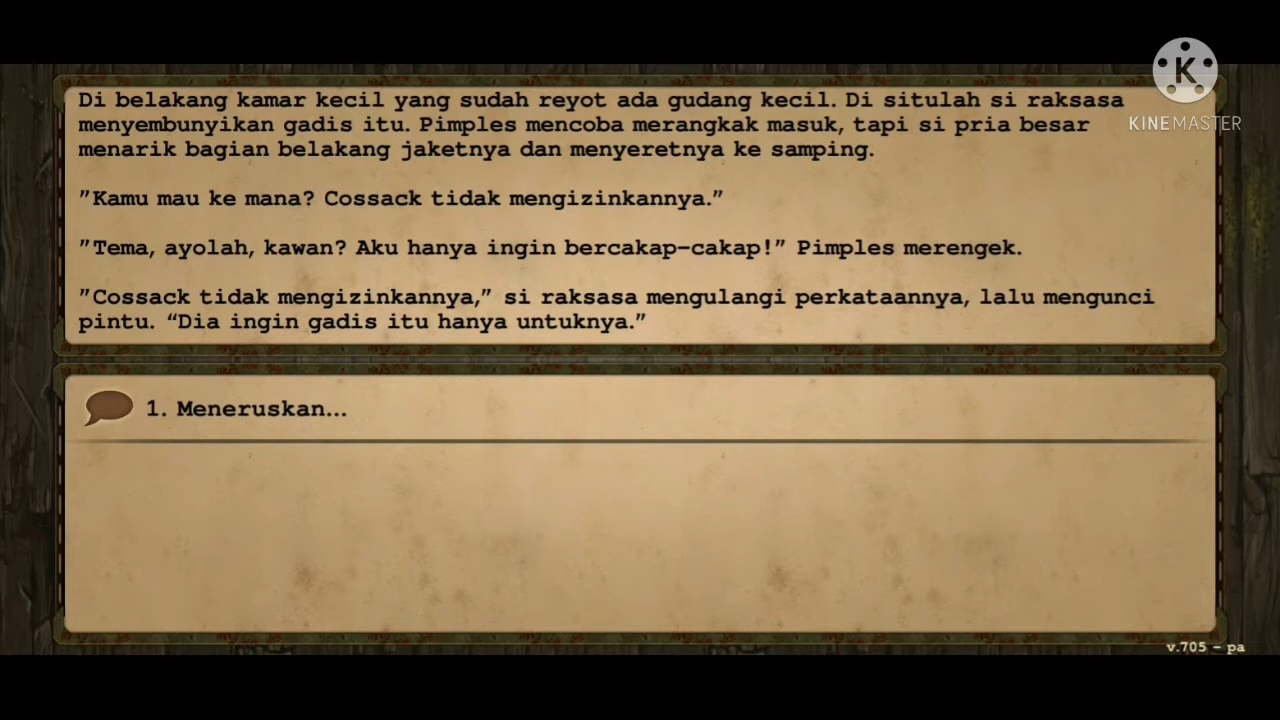 Di belakang kamar kecil yang sudah reyot ada gudang kecil. Di situlah si raksasa
menyembunyikan gadis itu. Pimples mencoba merangkak masuk, tapi si pria besar
menarik bagian belakang jaketnya dan menyeretnya ke samping.
”Kamu mau ke mana? Cossack tidak mengizinkannya.”
”Tema, ayolah, kawan? Aku hanya ingin bercakap-cakap!” Pimples merengek.
”Cossack tidak mengizinkannya,” si raksasa mengulangi perkataannya, lalu mengunci
pintu. “Dia ingin gadis itu hanya untuknya.”
1. Meneruskan...
K
KINEMASTER
v.705 - pa